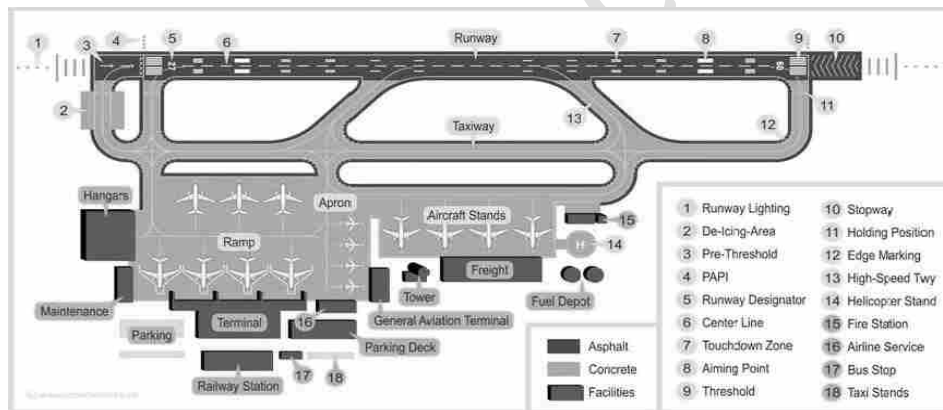 1
3
4
5
6
Runway
7
8
9
10
2
13
11
Taxiway
12
Hangars
Apron
Aircraft Stands
15
Ramp
14
Freight
Tower
Fuel Depot
Maintenance
Terminal
16
General Aviation Terminal
Parking
Parking Deck
Railway Station
17
18
27
09
H
Asphalt
Concrete
Facilities
1 Runway Lighting
2 De-Icing-Area
3 Pre-Threshold
4 PAPI
5 Runway Designator
6 Center Line
7 Touchdown Zone
8 Aiming Point
9 Threshold
10 Stopway
11 Holding Position
12 Edge Marking
13 High-Speed Twy
14 Helicopter Stand
15 Fire Station
16 Airline Service
17 Bus Stop
18 Taxi Stands